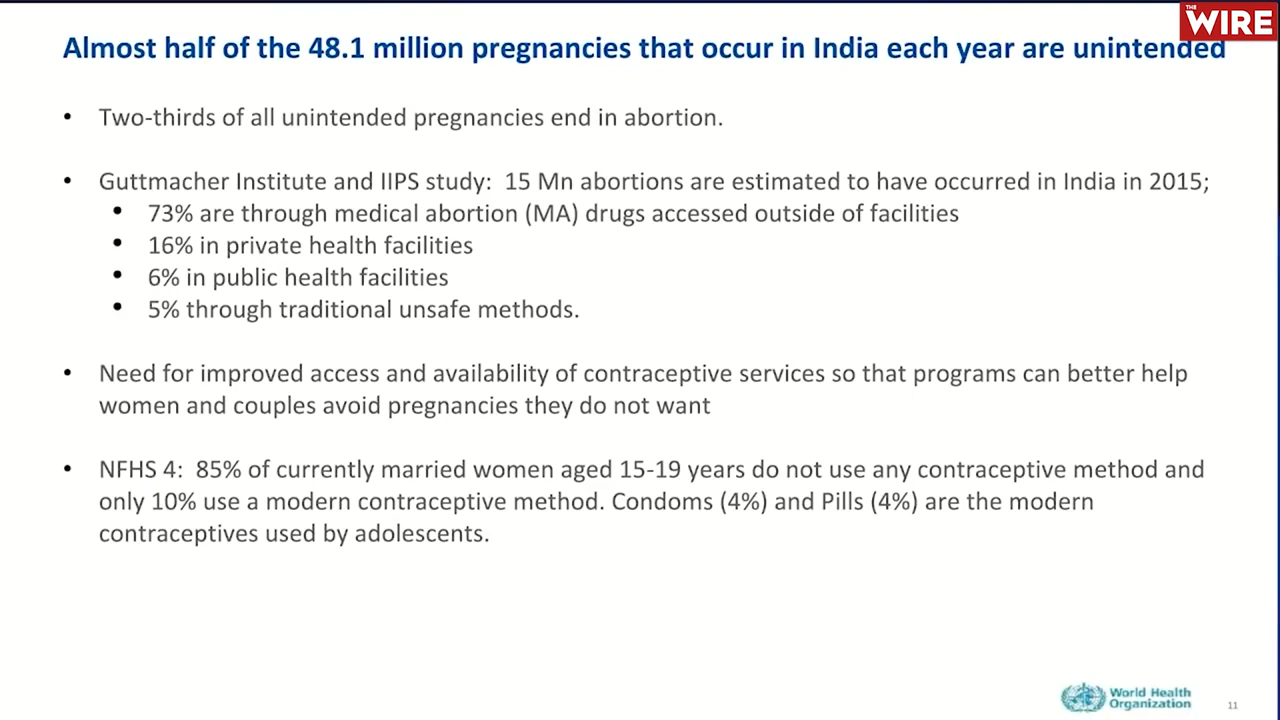 THE
WIRE
Almost half of the 48.1 million pregnancies that occur in India each year are unintended
• Two-thirds of all unintended pregnancies end in abortion.
• Guttmacher Institute and IIPS study: 15 Mn abortions are estimated to have occurred in India in 2015;
• 73% are through medical abortion (MA) drugs accessed outside of facilities
• 16% in private health facilities
• 6% in public health facilities
• 5% through traditional unsafe methods.
• Need for improved access and availability of contraceptive services so that programs can better help
women and couples avoid pregnancies they do not want
• NFHS 4: 85% of currently married women aged 15-19 years do not use any contraceptive method and
only 10% use a modern contraceptive method. Condoms (4%) and Pills (4%) are the modern
contraceptives used by adolescents.
World Health
Organization
11